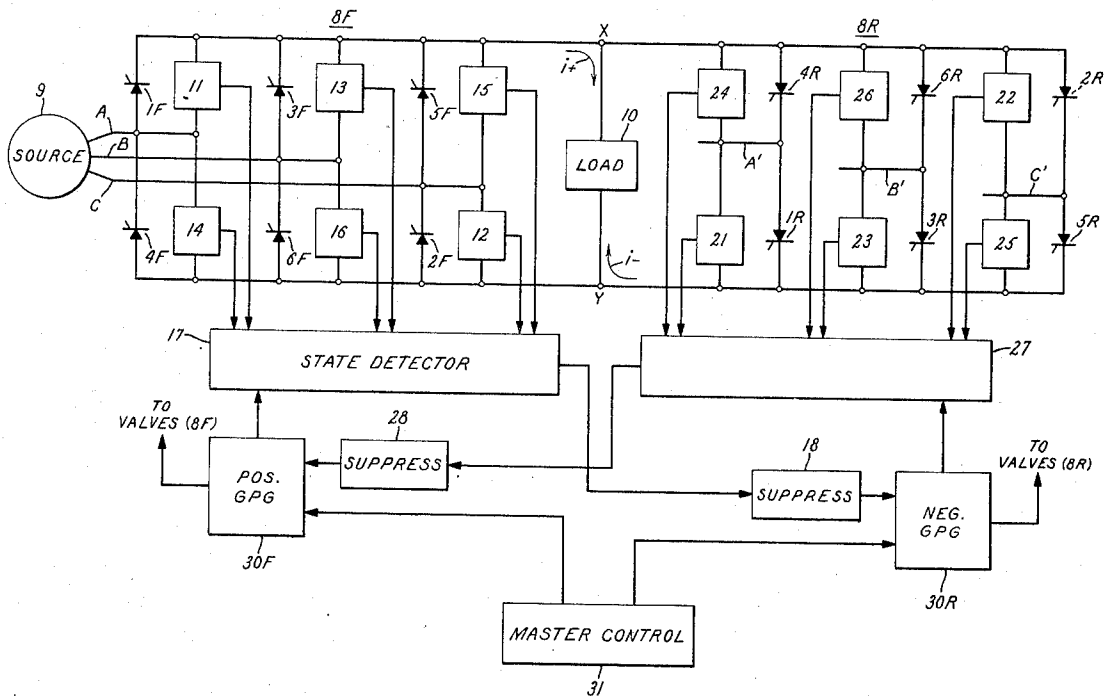 8F
X
8R
i+
9
11
13
15
24
4R
26
6R
22
2R
1F
3F
5F
10
A
SOURCE
B
LOAD
A'
C
B'
C'
14
16
12
21
1R
23
3R
25
5R
4F
6F
2F
i-
Y
17
STATE DETECTOR
27
TO
VALVES (8F)
28
SUPPRESS
18
SUPPRESS
TO
VALVES (8R)
POS.
GPG
NEG.
GPG
30F
30R
MASTER CONTROL
31